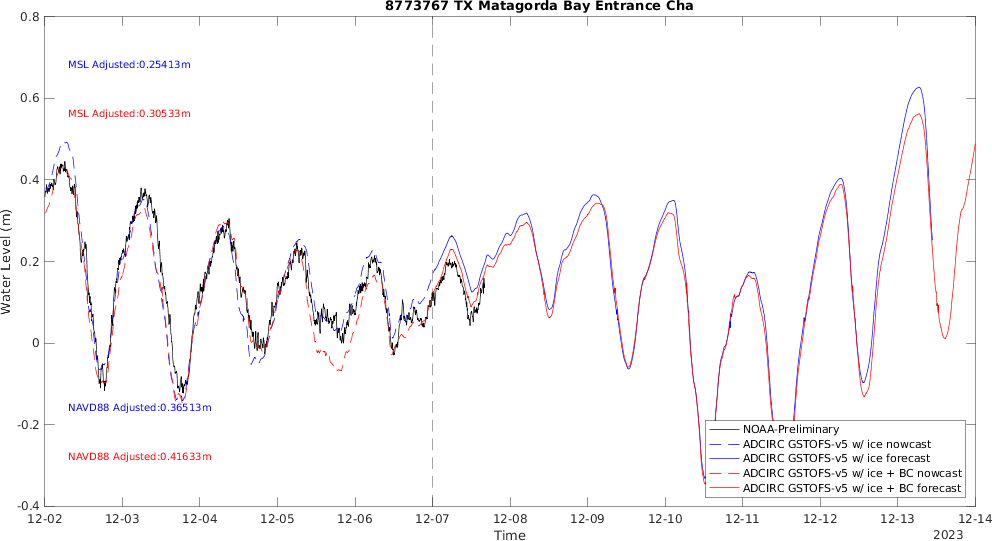 8773767 TX Matagorda Bay Entrance Cha
0.8
0.6
0.4
0.2
0
-0.2
-0.4
Water Level (m)
MSL Adjusted:0.25413m
MSL Adjusted:0.30533m
NAVD88 Adjusted:0.36513m
NAVD88 Adjusted:0.41633m
NOAA-Preliminary
ADCIRC GSTOFS-v5 w/ ice nowcast
ADCIRC GSTOFS-v5 w/ ice forecast
ADCIRC GSTOFS-v5 w/ ice + BC nowcast
ADCIRC GSTOFS-v5 w/ ice + BC forecast
12-02 12-03 12-04 12-05 12-06 12-07 12-08 12-09 12-10 12-11 12-12 12-13 12-14
Time
2023